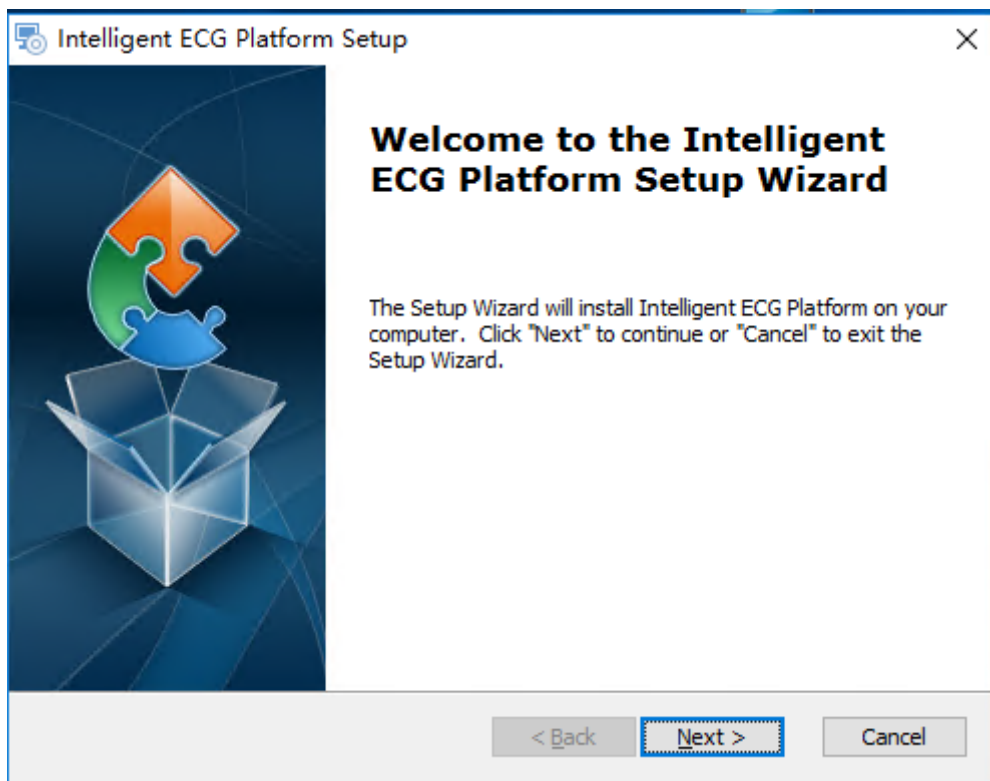 Intelligent ECG Platform Setup
Welcome to the Intelligent
ECG Platform Setup Wizard
The Setup Wizard will install Intelligent ECG Platform on your
computer.  Click "Next" to continue or "Cancel" to exit the
Setup Wizard.
< Back Next > Cancel